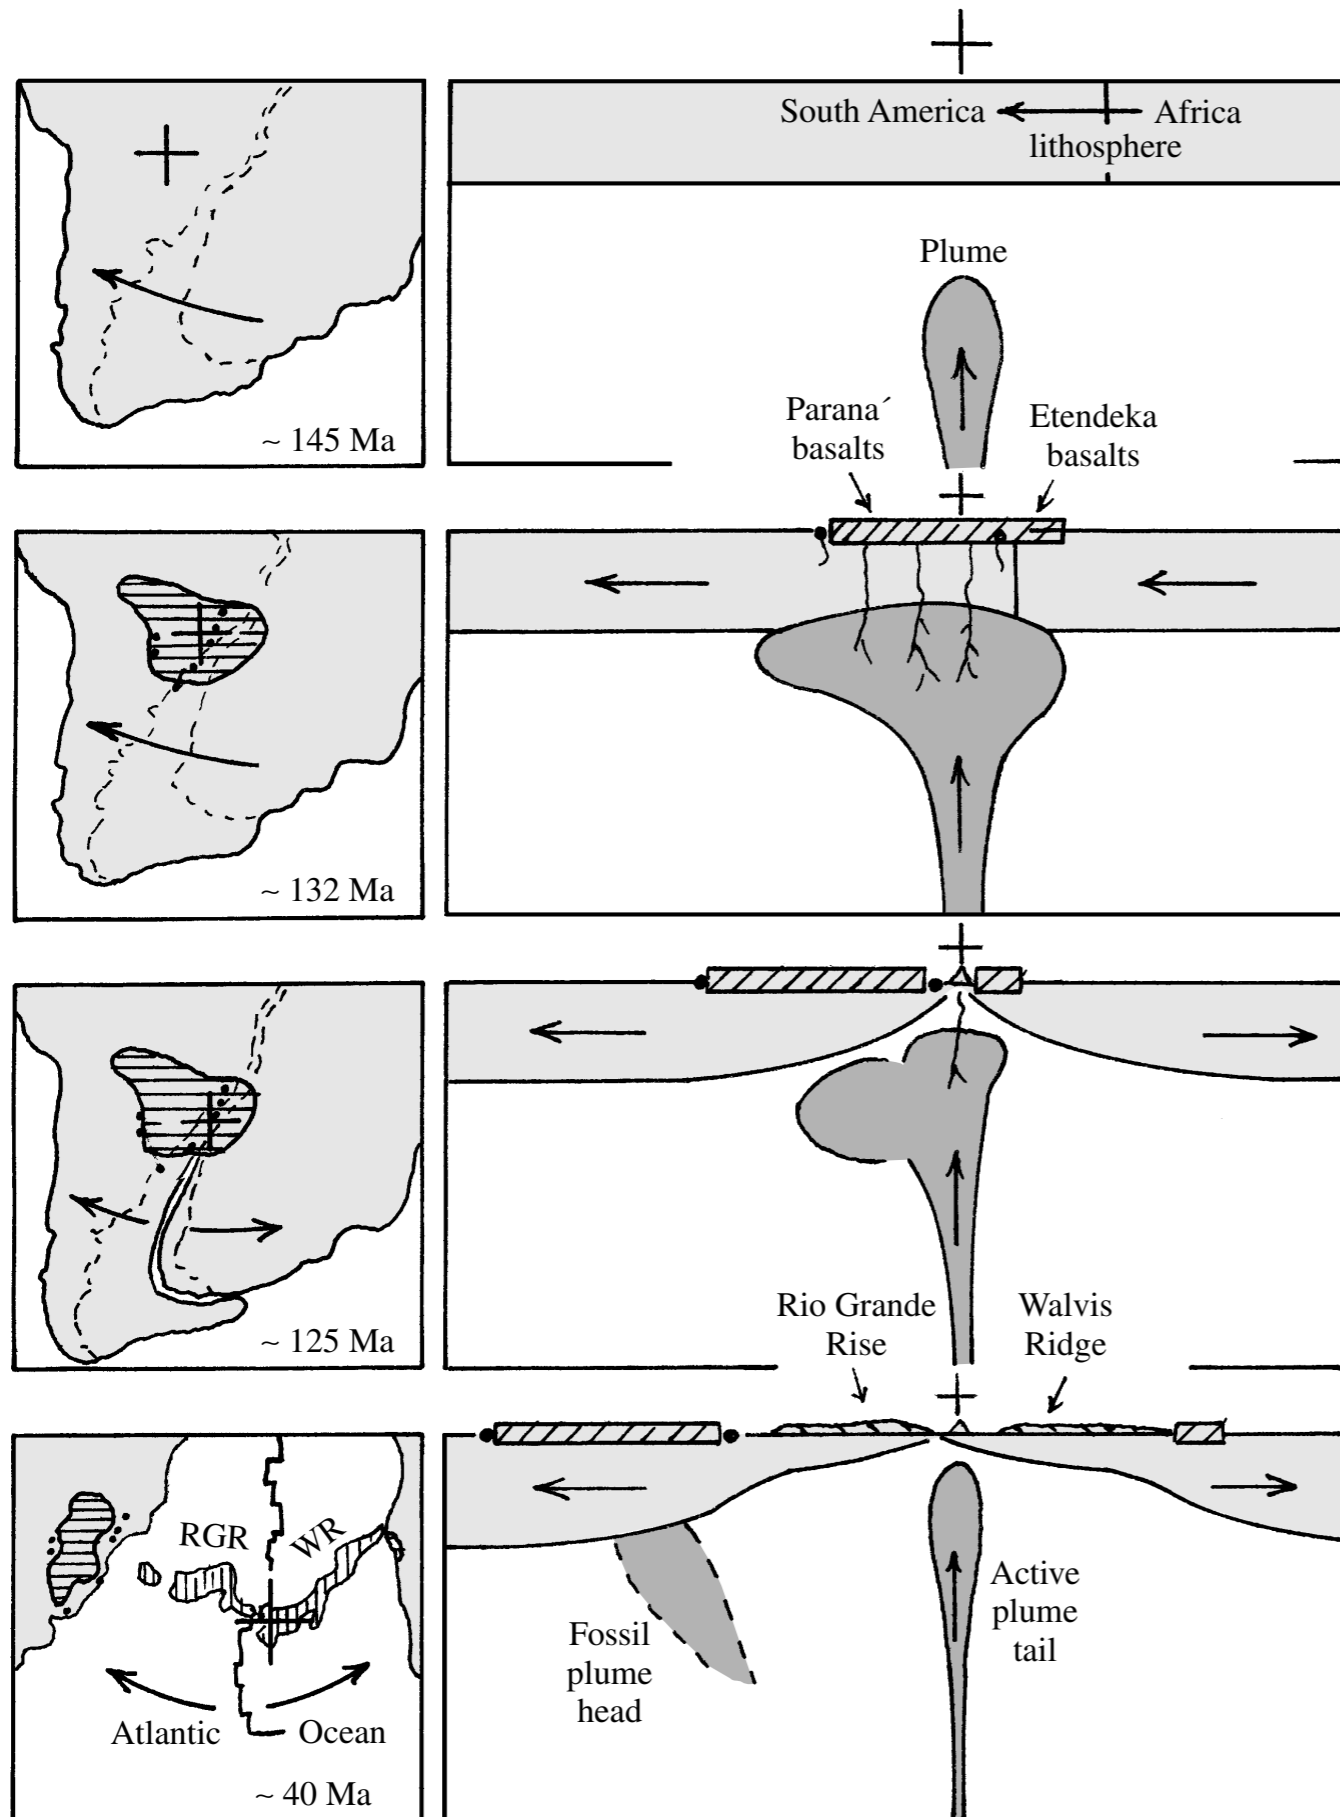 South America
Africa
lithosphere
~ 145 Ma
Plume
Parana´
basalts
Etendeka
basalts
~ 132 Ma
~ 125 Ma
Rio Grande
Rise
Walvis
Ridge
RGR
WR
Atlantic
Ocean
~ 40 Ma
Fossil
plume
head
Active
plume
tail